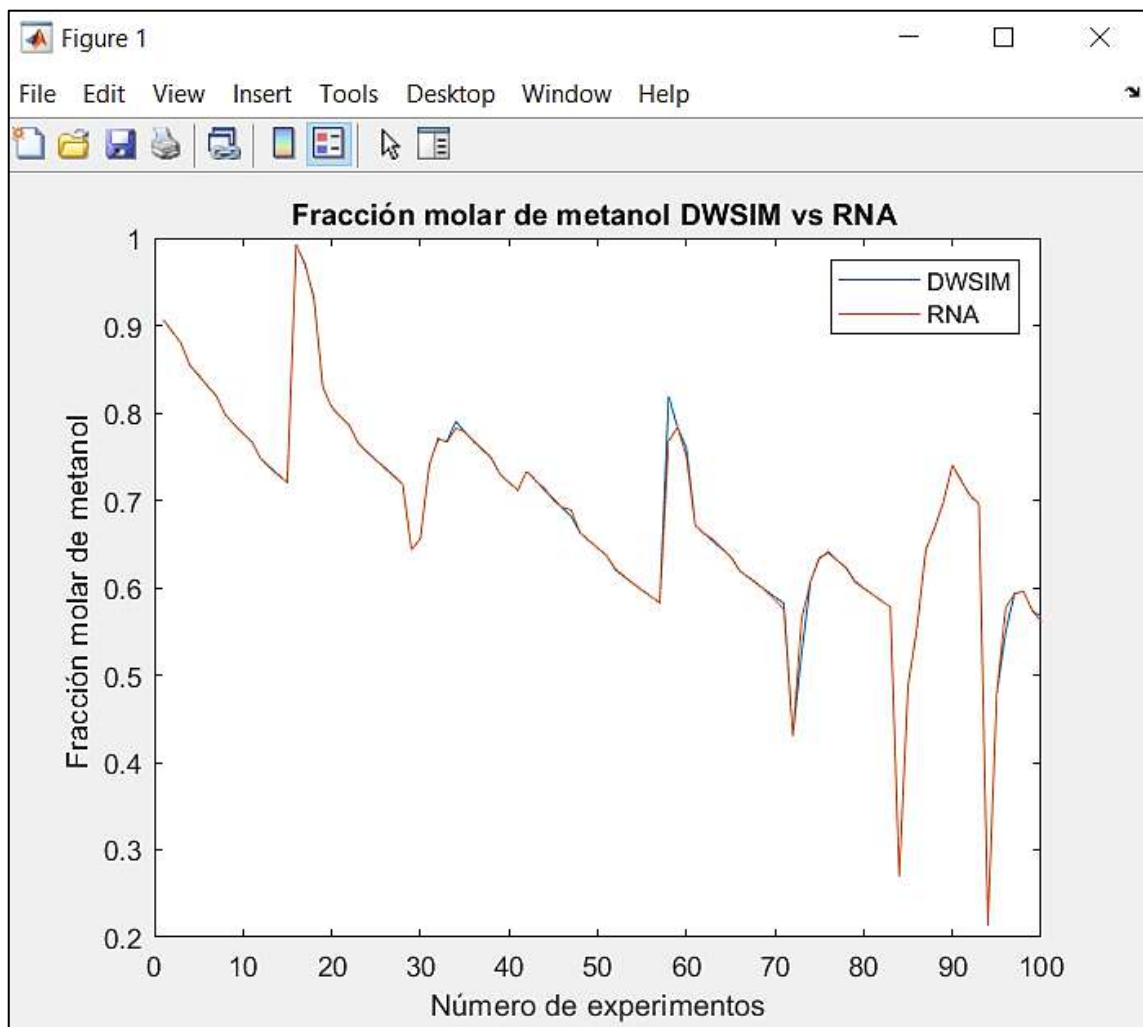 Figure 1
File Edit View Insert Tools Desktop Window Help
Fracción molar de metanol DWSIM vs RNA
DWSIM
RNA
1
0.9
0.8
0.7
0.6
0.5
0.4
0.3
0.2
Fracción molar de metanol
0 10 20 30 40 50 60 70 80 90 100
Número de experimentos